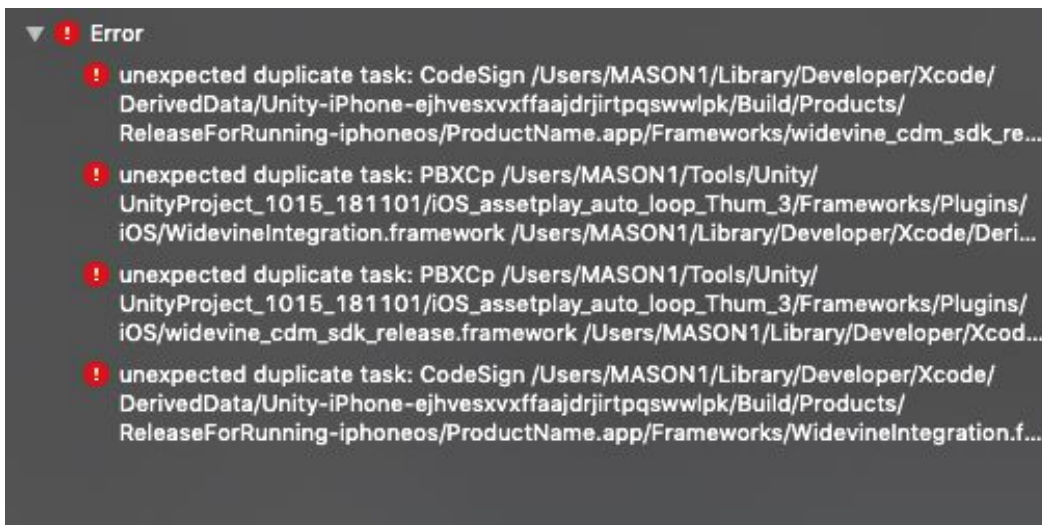 Error
unexpected duplicate task: CodeSign /Users/MASON1/Library/Developer/Xcode/
DerivedData/Unity-iPhone-ejhvesxvxffaajdrjirtpqswwlpk/Build/Products/
ReleaseForRunning-iphoneos/ProductName.app/Frameworks/widevine_cdm_sdk_re...
unexpected duplicate task: PBXCp /Users/MASON1/Tools/Unity/
UnityProject_1015_181101/iOS_assetplay_auto_loop_Thum_3/Frameworks/Plugins/
iOS/WidevineIntegration.framework /Users/MASON1/Library/Developer/Xcode/Deri...
unexpected duplicate task: PBXCp /Users/MASON1/Tools/Unity/
UnityProject_1015_181101/iOS_assetplay_auto_loop_Thum_3/Frameworks/Plugins/
iOS/widevine_cdm_sdk_release.framework /Users/MASON1/Library/Developer/Xcod...
unexpected duplicate task: CodeSign /Users/MASON1/Library/Developer/Xcode/
DerivedData/Unity-iPhone-ejhvesxvxffaajdrjirtpqswwlpk/Build/Products/
ReleaseForRunning-iphoneos/ProductName.app/Frameworks/WidevineIntegration.f...